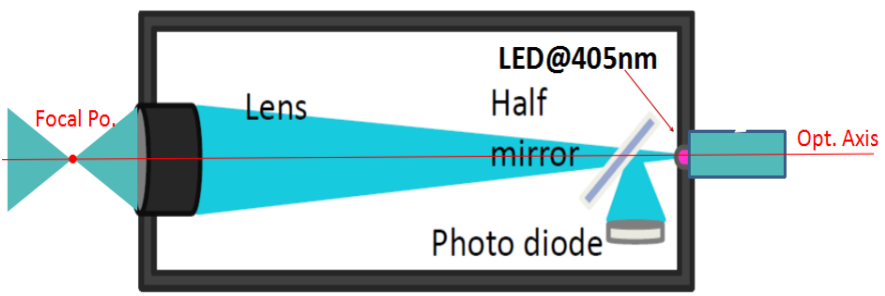 LED@405nm
Focal Po.
Lens
Half
mirror
Opt. Axis
Photo diode